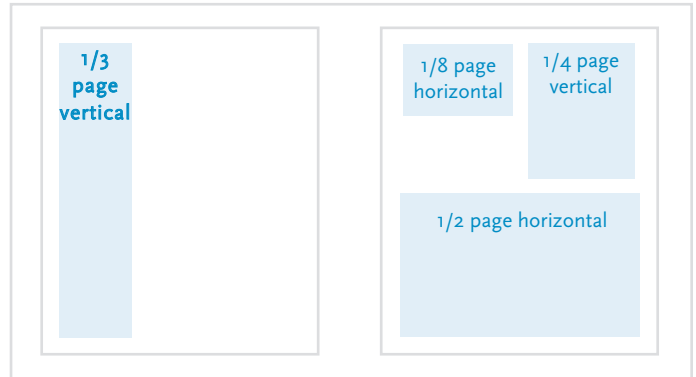 1/3
page
vertical
1/8 page
horizontal
1/4 page
vertical
1/2 page horizontal